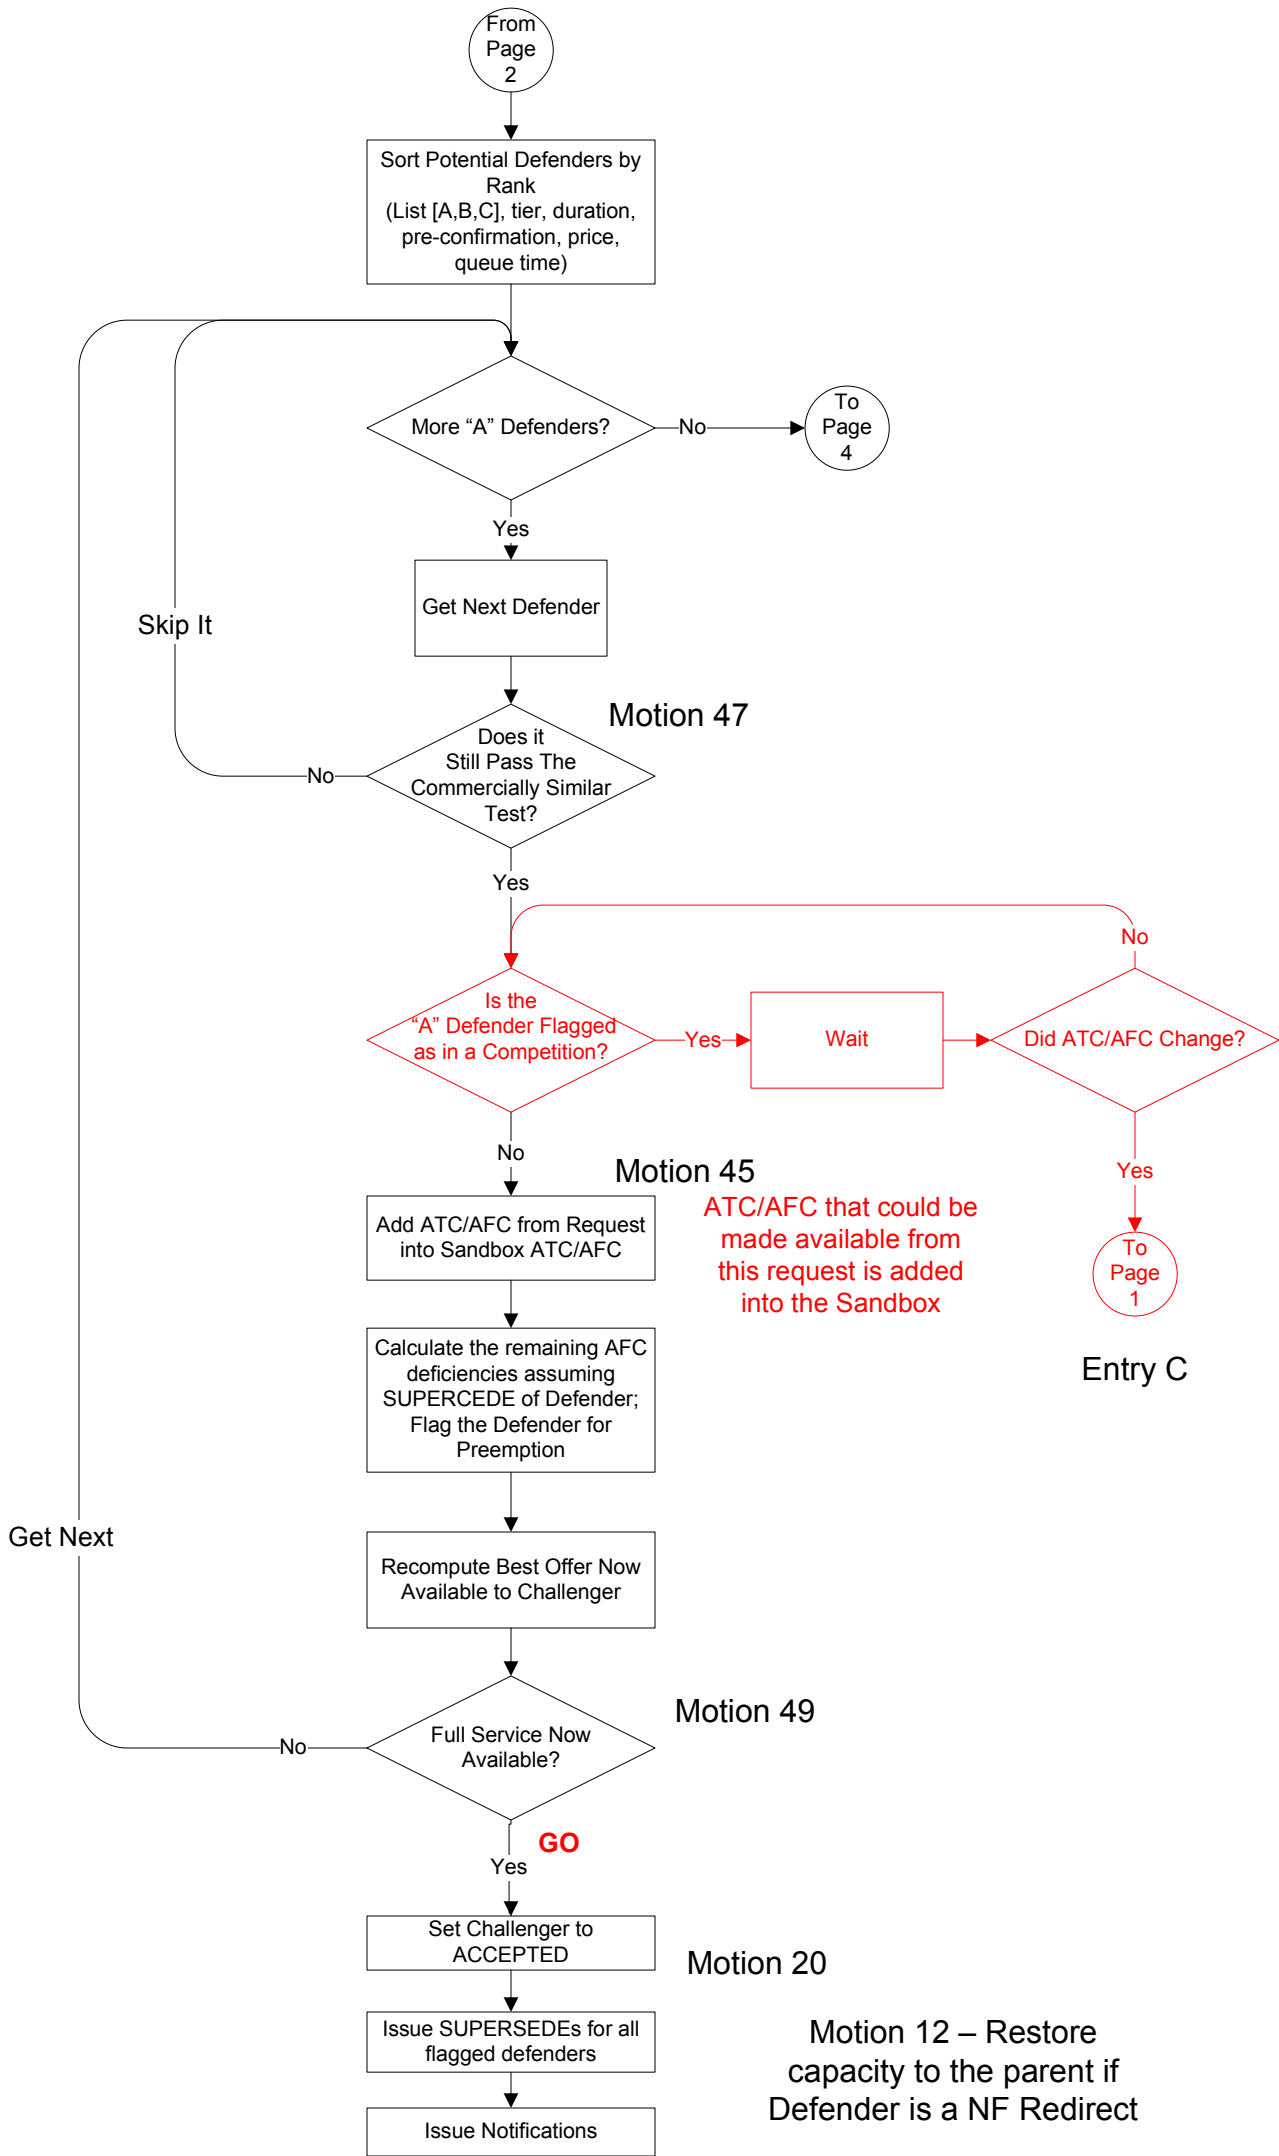 From
Page
2
Sort Potential Defenders by
Rank
(List [A,B,C], tier, duration,
pre-confirmation, price,
queue time)
More “A” Defenders?
No
To
Page
4
Yes
Get Next Defender
Skip It
Motion 47
Does it
Still Pass The
Commercially Similar
Test?
No
Yes
No
Is the
“A” Defender Flagged
as in a Competition?
Yes
Wait
Did ATC/AFC Change?
No
Motion 45
Yes
Add ATC/AFC from Request
into Sandbox ATC/AFC
ATC/AFC that could be
made available from
this request is added
into the Sandbox
To
Page
1
Calculate the remaining AFC
deficiencies assuming
SUPERCEDE of Defender;
Flag the Defender for
Preemption
Entry C
Get Next
Recompute Best Offer Now
Available to Challenger
Motion 49
Full Service Now
Available?
No
GO
Yes
Set Challenger to
ACCEPTED
Motion 20
Issue SUPERSEDEs for all
flagged defenders
Motion 12 – Restore
capacity to the parent if
Defender is a NF Redirect
Issue Notifications